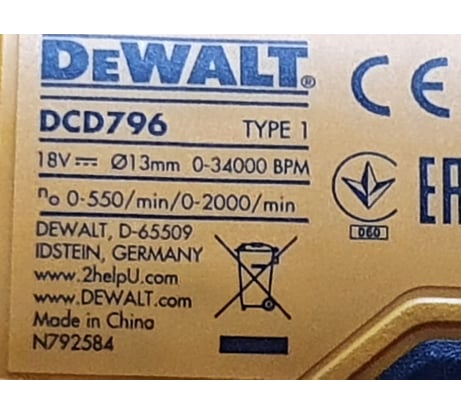 DEWALT®
DCD796 TYPE 1
18V⎓ Ø13mm 0-34000 BPM
n₀ 0-550/min/0-2000/min
DEWALT, D-65509
IDSTEIN, GERMANY
www.2helpU.com
www.DEWALT.com
Made in China
N792584
CE
060